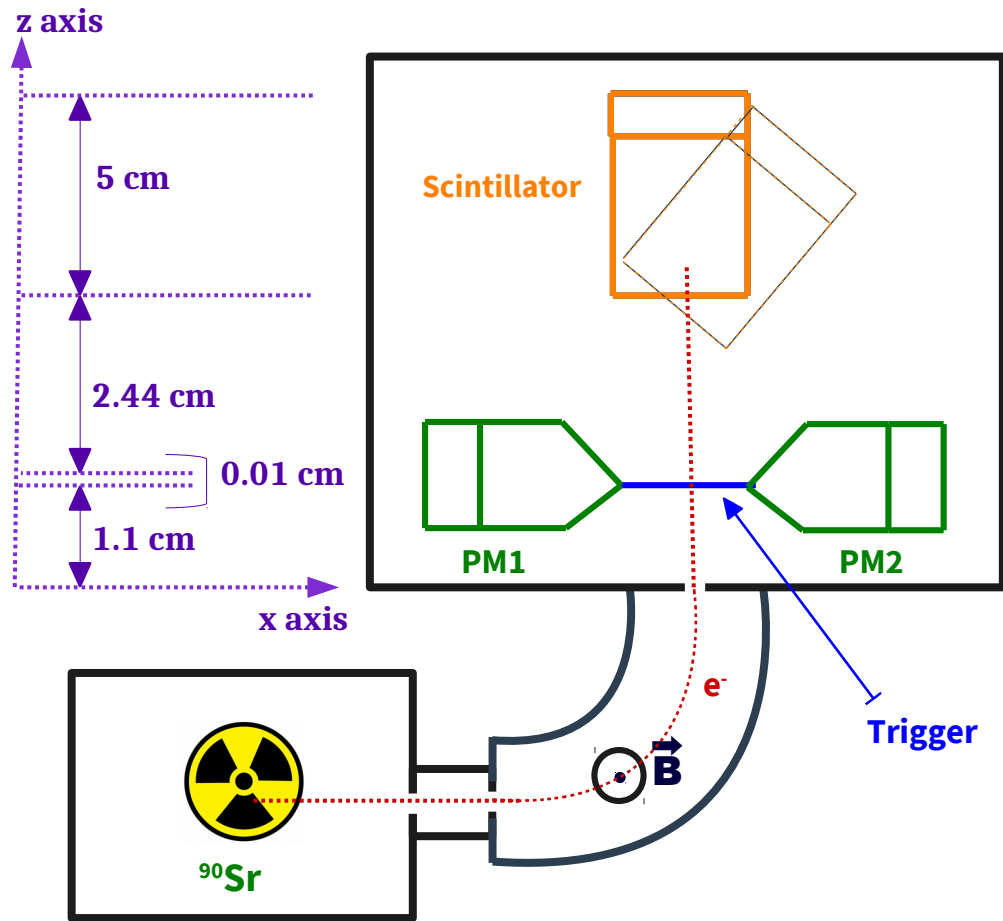 z axis
5 cm
Scintillator
2.44 cm
0.01 cm
1.1 cm
PM1
PM2
x axis
e-
Trigger
B
⁹⁰Sr